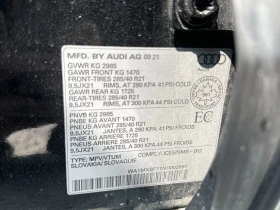 MFD. BY AUDI AG 09 21
GVWR KG 2985
GAWR FRONT KG 1470
FRONT-TIRES 285/40 R21
9,5JX21 RIMS, AT 280 KPA 41 PSI COLD
GAWR REAR KG 1725
REAR-TIRES 285/40 R21
9,5JX21 RIMS, AT 300 KPA 44 PSI COLD
PNVB KG 2985
PNBE AVANT KG 1470
PNEUS AVANT 285/40 R21
9,5JX21 JANTES, A 280 KPA 41 PSI FROIDS
PNBE ARRIERE KG 1725
PNEUS ARRIERE 285/40 R21
9,5JX21 JANTES, A 300 KPA 44 PSI FROIDS
EC
TYPE: MPV/VTUM
SLOVAKIA / SLOVAQUIE